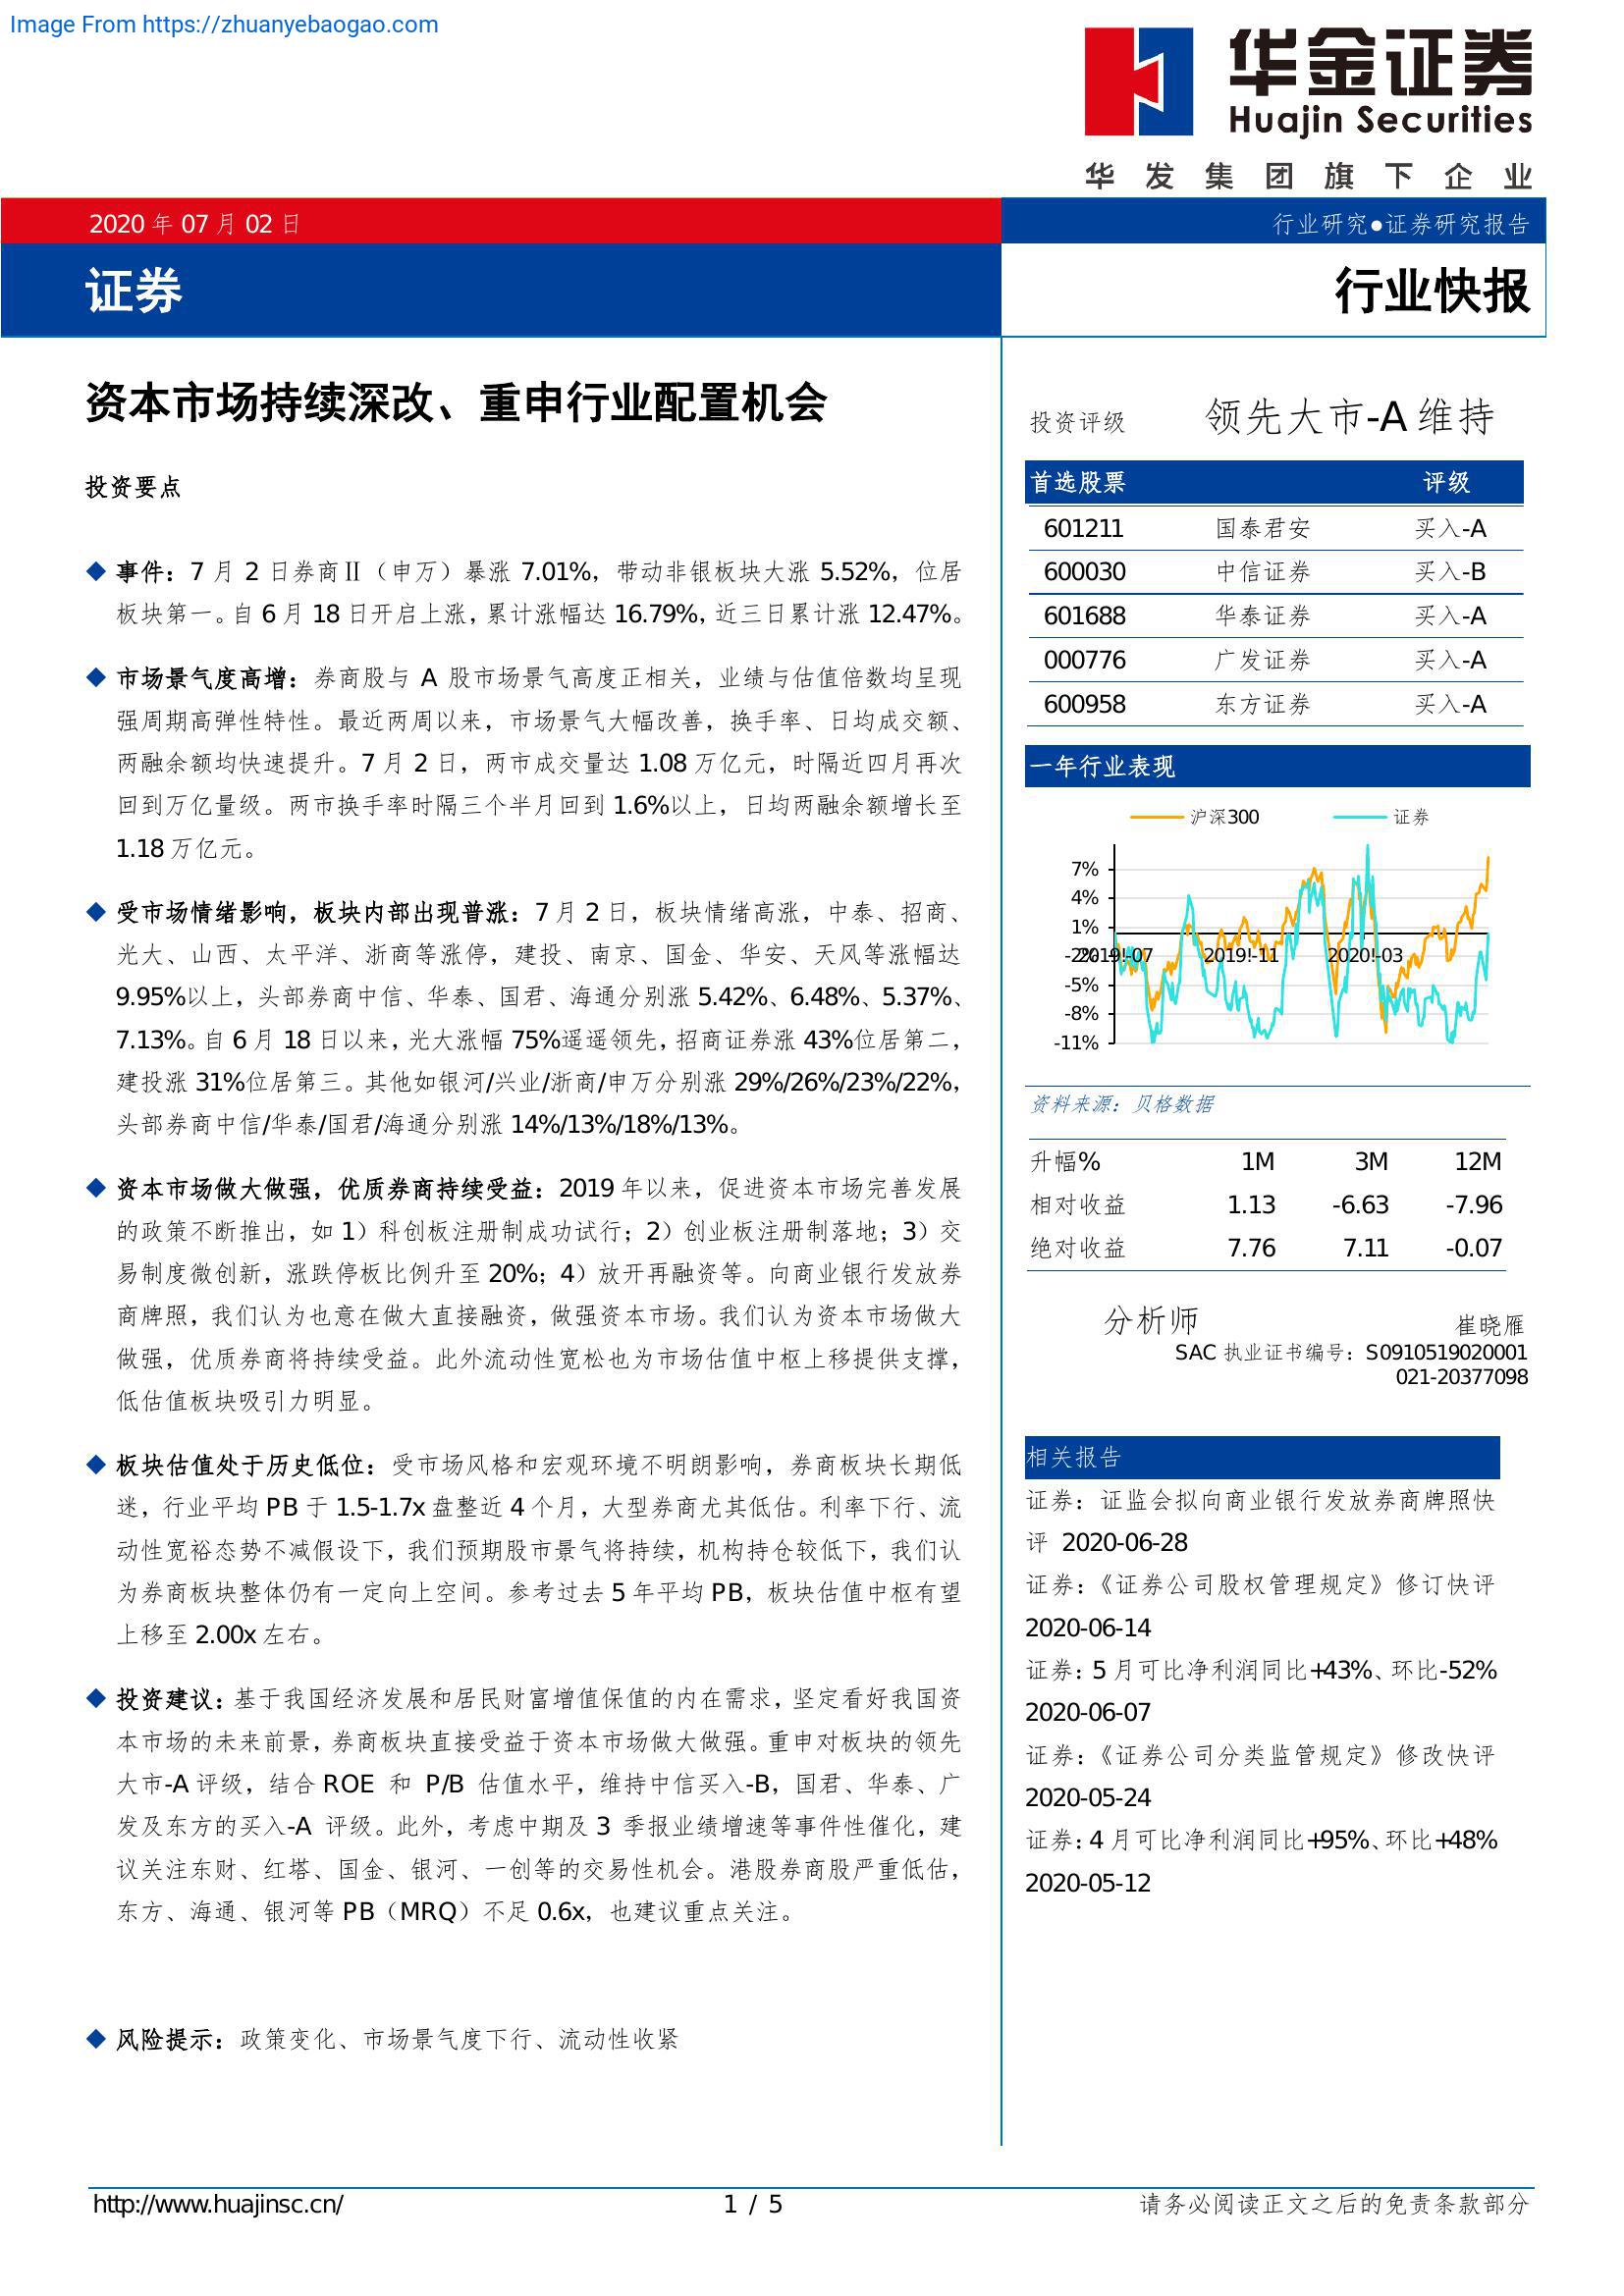 Image From https://zhuanyebaogao.com
华金证券
Huajin Securities
华发集团旗下企业
2020 年 07 月 02 日
行业研究●证券研究报告
证券
行业快报
资本市场持续深改、重申行业配置机会
投资要点
◆ 事件：7 月 2 日券商Ⅱ（申万）暴涨 7.01%，带动非银板块大涨 5.52%，位居
板块第一。自 6 月 18 日开启上涨，累计涨幅达 16.79%，近三日累计涨 12.47%。
◆ 市场景气度高增：券商股与 A 股市场景气高度正相关，业绩与估值倍数均呈现
强周期高弹性特性。最近两周以来，市场景气大幅改善，换手率、日均成交额、
两融余额均快速提升。7 月 2 日，两市成交量达 1.08 万亿元，时隔近四月再次
回到万亿量级。两市换手率时隔三个半月回到 1.6%以上，日均两融余额增长至
1.18 万亿元。
◆ 受市场情绪影响，板块内部出现普涨：7 月 2 日，板块情绪高涨，中泰、招商、
光大、山西、太平洋、浙商等涨停，建投、南京、国金、华安、天风等涨幅达
9.95%以上，头部券商中信、华泰、国君、海通分别涨 5.42%、6.48%、5.37%、
7.13%。自 6 月 18 日以来，光大涨幅 75%遥遥领先，招商证券涨 43%位居第二，
建投涨 31%位居第三。其他如银河/兴业/浙商/申万分别涨 29%/26%/23%/22%，
头部券商中信/华泰/国君/海通分别涨 14%/13%/18%/13%。
◆ 资本市场做大做强，优质券商持续受益：2019 年以来，促进资本市场完善发展
的政策不断推出，如 1）科创板注册制成功试行；2）创业板注册制落地；3）交
易制度微创新，涨跌停板比例升至 20%；4）放开再融资等。向商业银行发放券
商牌照，我们认为也意在做大直接融资，做强资本市场。我们认为资本市场做大
做强，优质券商将持续受益。此外流动性宽松也为市场估值中枢上移提供支撑，
低估值板块吸引力明显。
◆ 板块估值处于历史低位：受市场风格和宏观环境不明朗影响，券商板块长期低
迷，行业平均 PB 于 1.5-1.7x 盘整近 4 个月，大型券商尤其低估。利率下行、流
动性宽裕态势不减假设下，我们预期股市景气将持续，机构持仓较低下，我们认
为券商板块整体仍有一定向上空间。参考过去 5 年平均 PB，板块估值中枢有望
上移至 2.00x 左右。
◆ 投资建议：基于我国经济发展和居民财富增值保值的内在需求，坚定看好我国资
本市场的未来前景，券商板块直接受益于资本市场做大做强。重申对板块的领先
大市-A 评级，结合 ROE 和 P/B 估值水平，维持中信买入-B，国君、华泰、广
发及东方的买入-A 评级。此外，考虑中期及 3 季报业绩增速等事件性催化，建
议关注东财、红塔、国金、银河、一创等的交易性机会。港股券商股严重低估，
东方、海通、银河等 PB（MRQ）不足 0.6x，也建议重点关注。
◆ 风险提示：政策变化、市场景气度下行、流动性收紧
投资评级 领先大市-A 维持
首选股票 评级
601211 国泰君安 买入-A
600030 中信证券 买入-B
601688 华泰证券 买入-A
000776 广发证券 买入-A
600958 东方证券 买入-A
一年行业表现
沪深300 证券
7%
4%
1%
-2%
2019!-07 2019!-11 2020!-03
-5%
-8%
-11%
资料来源：贝格数据
升幅% 1M 3M 12M
相对收益 1.13 -6.63 -7.96
绝对收益 7.76 7.11 -0.07
分析师 崔晓雁
SAC 执业证书编号：S0910519020001
021-20377098
相关报告
证券：证监会拟向商业银行发放券商牌照快
评 2020-06-28
证券：《证券公司股权管理规定》修订快评
2020-06-14
证券：5 月可比净利润同比+43%、环比-52%
2020-06-07
证券：《证券公司分类监管规定》修改快评
2020-05-24
证券：4 月可比净利润同比+95%、环比+48%
2020-05-12
http://www.huajinsc.cn/ 1 / 5 请务必阅读正文之后的免责条款部分